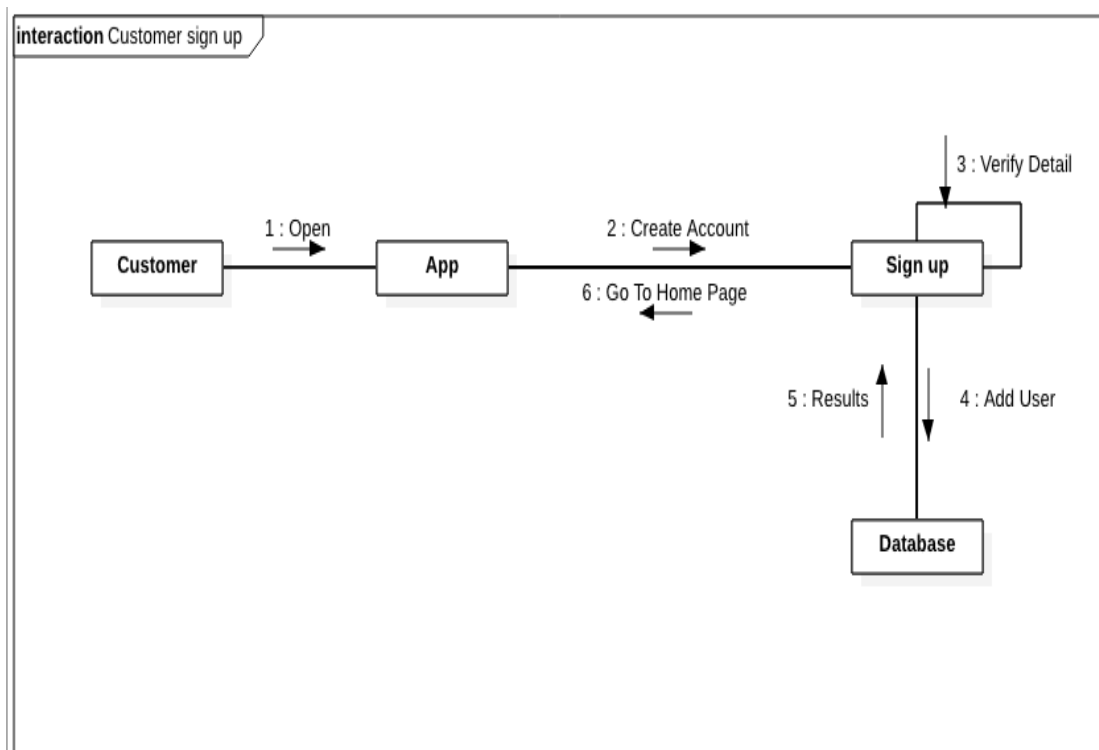 interaction Customer sign up
3 : Verify Detail
1 : Open
2 : Create Account
Customer
App
Sign up
6 : Go To Home Page
5 : Results
4 : Add User
Database